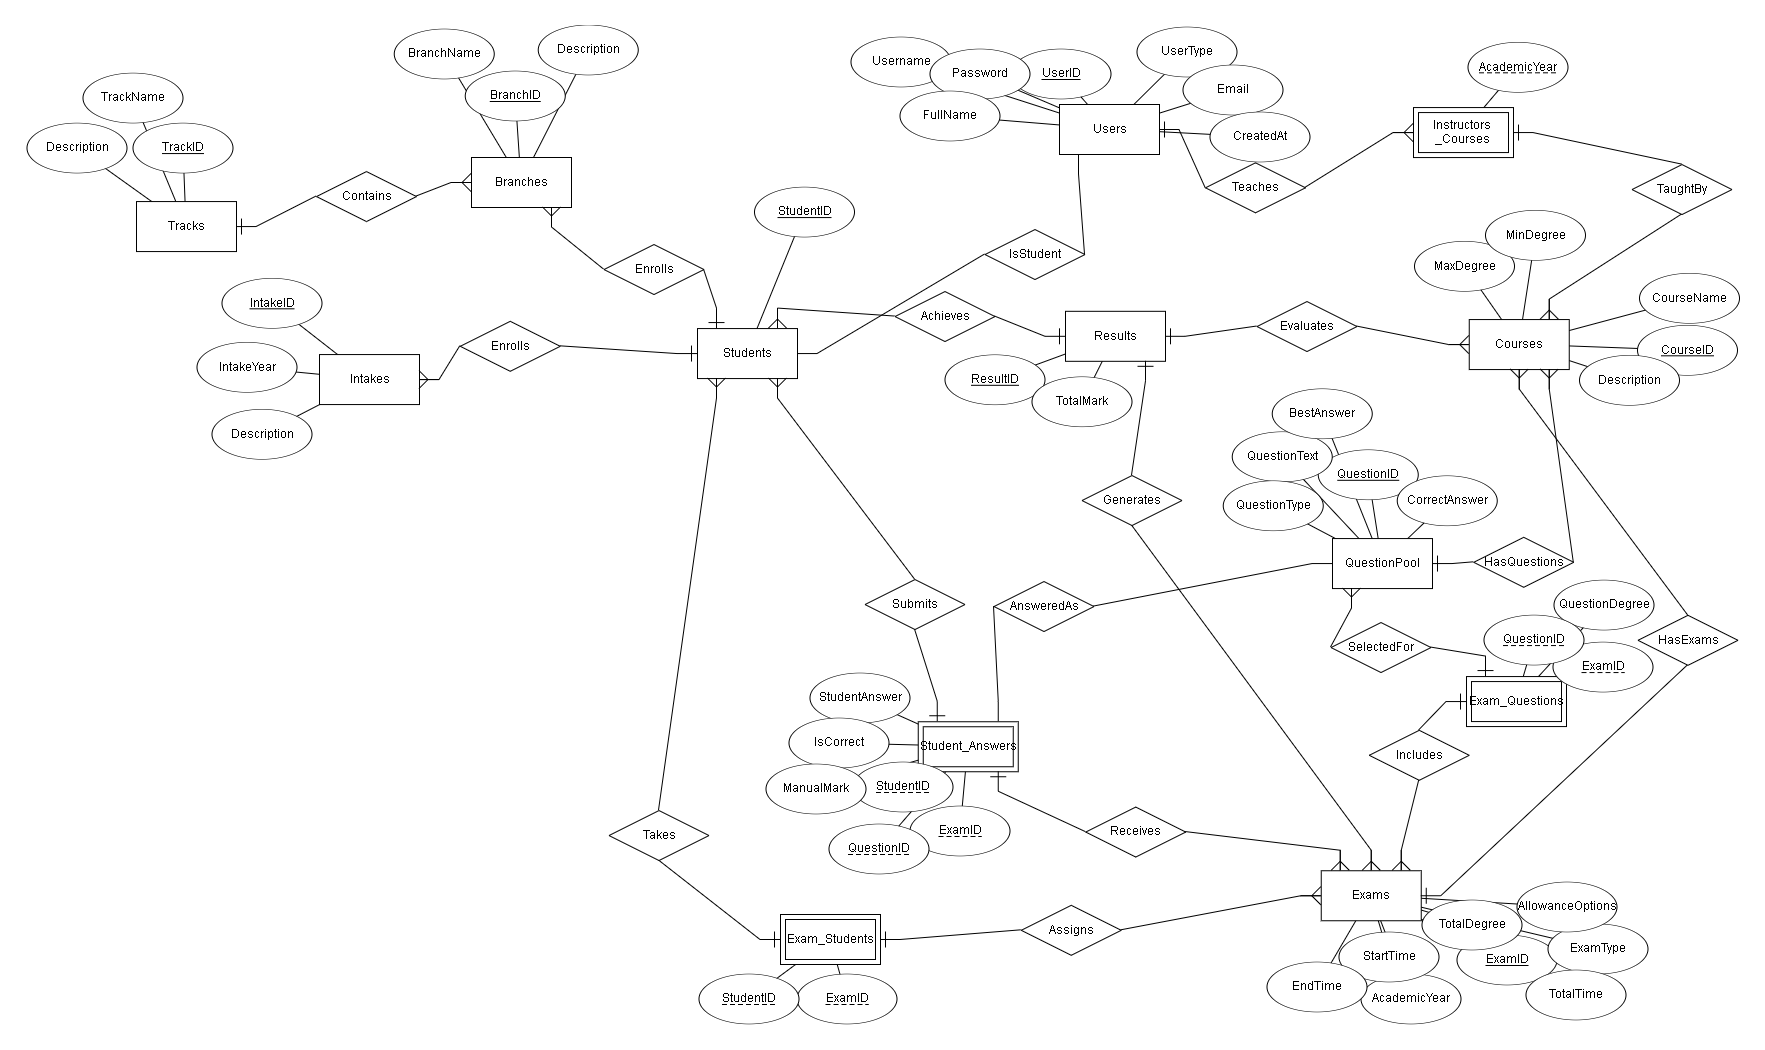 BranchName
Description
BranchID
Branches
TrackName
Description
TrackID
Tracks
Contains
Enrolls
IntakeID
IntakeYear
Description
Intakes
Enrolls
StudentID
Students
Username
Password
UserID
UserType
Email
FullName
CreatedAt
Users
IsStudent
Teaches
AcademicYear
Instructors
_Courses
TaughtBy
Achieves
Results
ResultID
TotalMark
Evaluates
MinDegree
MaxDegree
CourseName
CourseID
Description
Courses
Generates
BestAnswer
QuestionText
QuestionID
QuestionType
CorrectAnswer
QuestionPool
HasQuestions
AnsweredAs
Submits
SelectedFor
QuestionDegree
QuestionID
ExamID
Exam_Questions
HasExams
Includes
StudentAnswer
IsCorrect
ManualMark
StudentID
QuestionID
ExamID
Student_Answers
Receives
Takes
Exam_Students
StudentID
ExamID
Assigns
Exams
AllowanceOptions
TotalDegree
ExamType
ExamID
TotalTime
StartTime
EndTime
AcademicYear